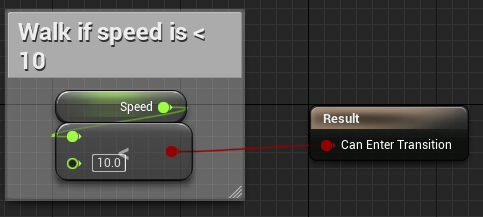 Walk if speed is <
10
Speed
<
10.0
Result
Can Enter Transition